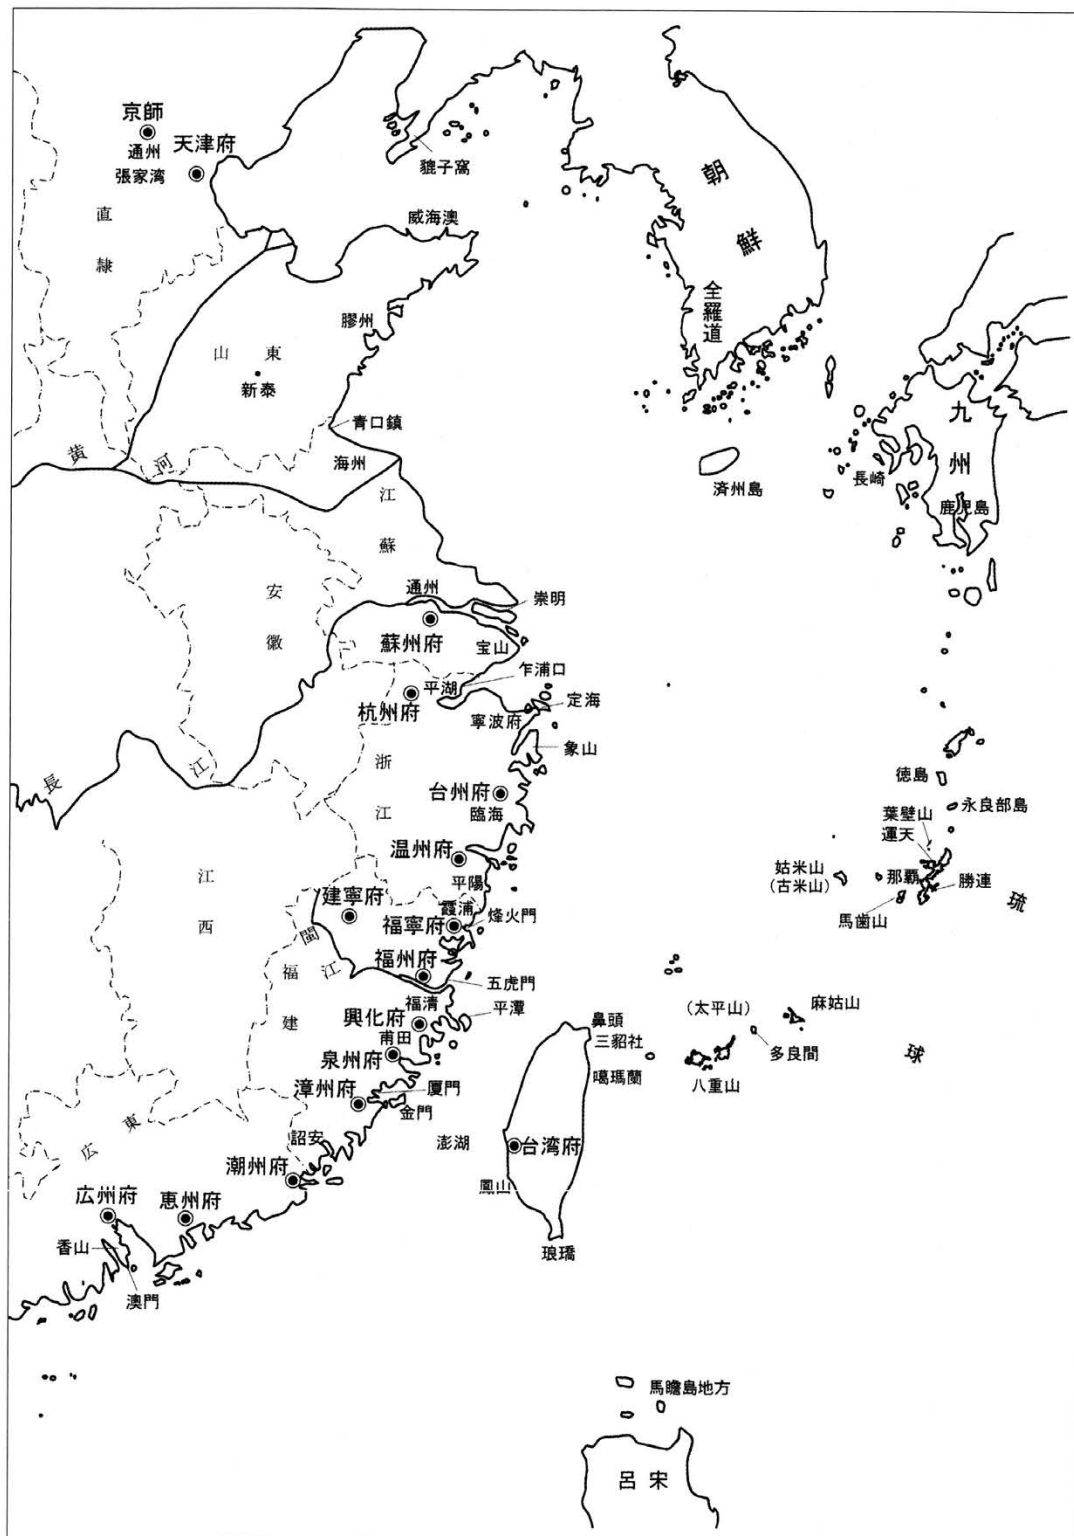 京師
通州
天津府
張家湾
直隷
貔子窩
威海澳
朝鮮
全羅道
膠州
山東
新泰
青口鎮
海州
黄河
済州島
九州
長崎
鹿児島
江蘇
安徽
通州
崇明
蘇州府
宝山
乍浦口
平湖
杭州府
定海
寧波府
象山
長江
浙江
台州府
臨海
徳島
永良部島
葉壁山
運天
温州府
平陽
姑米山
(古米山)
那覇
勝連
馬歯山
琉球
江西
建寧府
霞浦
福寧府
烽火門
閩江
福州府
五虎門
福建
福清
平潭
興化府
莆田
泉州府
鼻頭
三貂社
噶瑪蘭
(太平山)
麻姑山
多良間
八重山
漳州府
厦門
金門
澎湖
台湾府
詔安
広東
潮州府
鳳山
広州府
恵州府
香山
澳門
琅𤩝
馬瞻島地方
呂宋